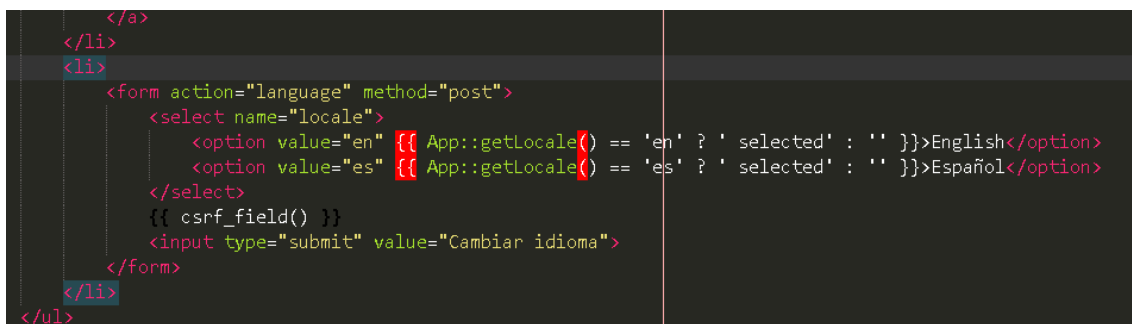 </a>
</li>
<li>
<form action="language" method="post">
<select name="locale">
<option value="en" {{ App::getLocale() == 'en' ? ' selected' : '' }}>English</option>
<option value="es" {{ App::getLocale() == 'es' ? ' selected' : '' }}>Español</option>
</select>
{{ csrf_field() }}
<input type="submit" value="Cambiar idioma">
</form>
</li>
</ul>